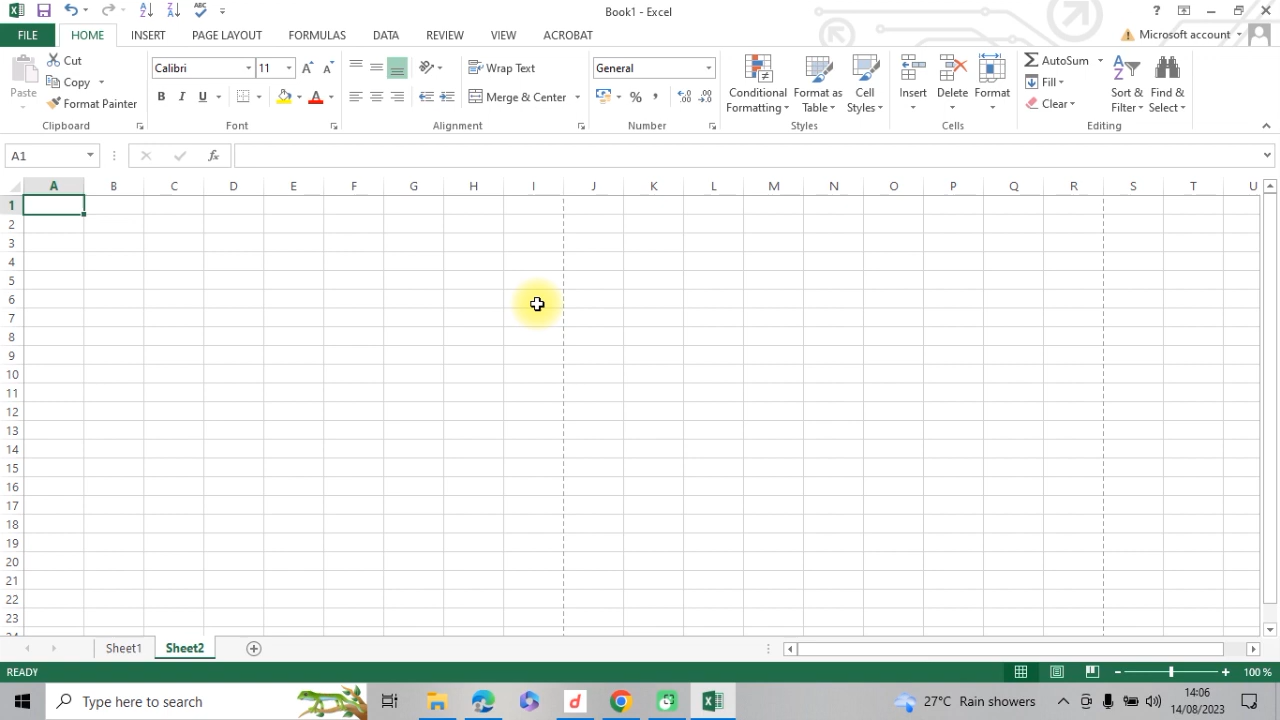 Book1 - Excel
?
FILE
HOME
INSERT
PAGE LAYOUT
FORMULAS
DATA
REVIEW
VIEW
ACROBAT
Microsoft account
Paste
Cut
Copy
Format Painter
Clipboard
Calibri
11
B I U
Font
Wrap Text
Merge & Center
Alignment
General
%
Number
Conditional Formatting
Format as Table
Cell Styles
Styles
Insert
Delete
Format
Cells
AutoSum
Fill
Clear
Sort & Filter
Find & Select
Editing
A1
fx
A B C D E F G H I J K L M N O P Q R S T U
1
2
3
4
5
6
7
8
9
10
11
12
13
14
15
16
17
18
19
20
21
22
23
Sheet1
Sheet2
READY
100 %
Type here to search
27°C Rain showers
14:06
14/08/2023